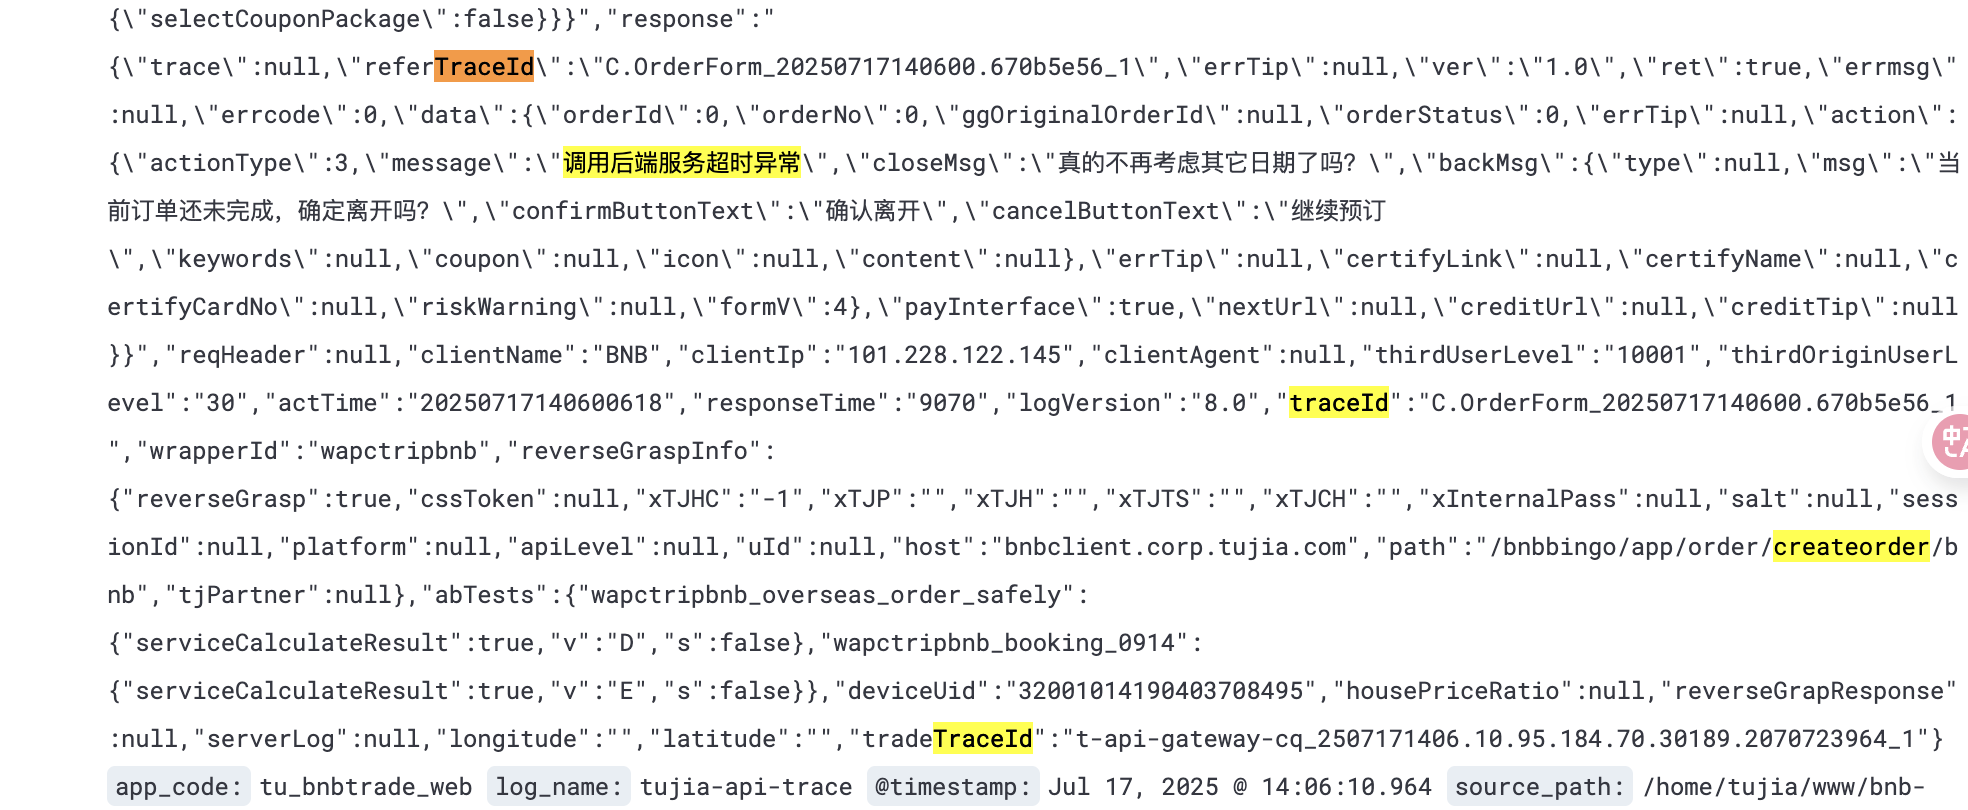 {\"selectCouponPackage\":false}}}","response":"
{\"trace\":null,\"referTraceId\":\"C.OrderForm_20250717140600.670b5e56_1\",\"errTip\":null,\"ver\":\"1.0\",\"ret\":true,\"errmsg\"
:null,\"errcode\":0,\"data\":{\"orderId\":0,\"orderNo\":0,\"ggOriginalOrderId\":null,\"orderStatus\":0,\"errTip\":null,\"action\":
{\"actionType\":3,\"message\":\"调用后端服务超时异常\",\"closeMsg\":\"真的不再考虑其它日期了吗？\",\"backMsg\":{\"type\":null,\"msg\":\"当
前订单还未完成，确定离开吗？\",\"confirmButtonText\":\"确认离开\",\"cancelButtonText\":\"继续预订
\",\"keywords\":null,\"coupon\":null,\"icon\":null,\"content\":null},\"errTip\":null,\"certifyLink\":null,\"certifyName\":null,\"c
ertifyCardNo\":null,\"riskWarning\":null,\"formV\":4},\"payInterface\":true,\"nextUrl\":null,\"creditUrl\":null,\"creditTip\":null
}}","reqHeader":null,"clientName":"BNB","clientIp":"101.228.122.145","clientAgent":null,"thirdUserLevel":"10001","thirdOriginUserL
evel":"30","actTime":"20250717140600618","responseTime":"9070","logVersion":"8.0","traceId":"C.OrderForm_20250717140600.670b5e56_1
","wrapperId":"wapctripbnb","reverseGraspInfo":
{"reverseGrasp":true,"cssToken":null,"xTJHC":"-1","xTJP":"","xTJH":"","xTJTS":"","xTJCH":"","xInternalPass":null,"salt":null,"sess
ionId":null,"platform":null,"apiLevel":null,"uId":null,"host":"bnbclient.corp.tujia.com","path":"/bnbbingo/app/order/createorder/b
nb","tjPartner":null},"abTests":{"wapctripbnb_overseas_order_safely":
{"serviceCalculateResult":true,"v":"D","s":false},"wapctripbnb_booking_0914":
{"serviceCalculateResult":true,"v":"E","s":false}},"deviceUid":"32001014190403708495","housePriceRatio":null,"reverseGrapResponse"
:null,"serverLog":null,"longitude":"","latitude":"","tradeTraceId":"t-api-gateway-cq_2507171406.10.95.184.70.30189.2070723964_1"}
app_code: tu_bnbtrade_web log_name: tujia-api-trace @timestamp: Jul 17, 2025 @ 14:06:10.964 source_path: /home/tujia/www/bnb-